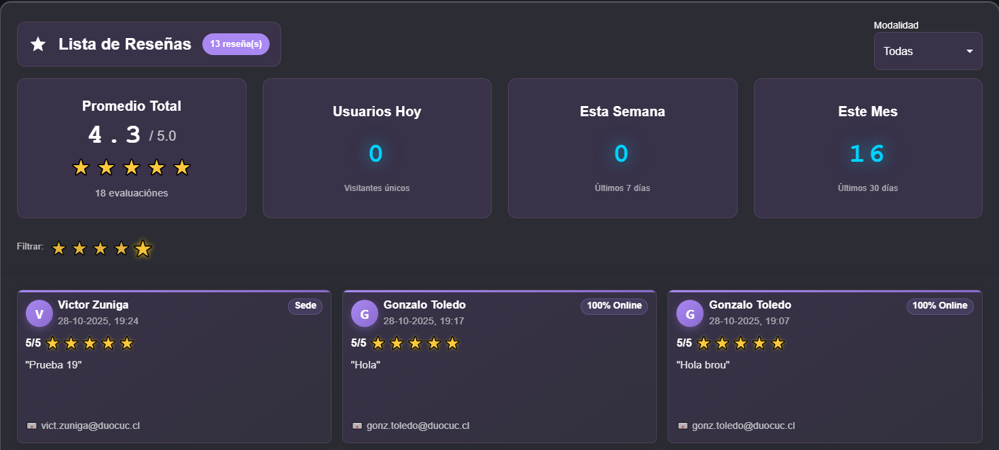 Lista de Reseñas 13 reseña(s)
Modalidad
Todas
Promedio Total
4.3 / 5.0
18 evaluaciónes
Usuarios Hoy
0
Visitantes únicos
Esta Semana
0
Últimos 7 días
Este Mes
16
Últimos 30 días
Filtrar:
V
Victor Zuniga
Sede
28-10-2025, 19:24
5/5
"Prueba 19"
vict.zuniga@duocuc.cl
G
Gonzalo Toledo
100% Online
28-10-2025, 19:17
5/5
"Hola"
gonz.toledo@duocuc.cl
G
Gonzalo Toledo
100% Online
28-10-2025, 19:07
5/5
"Hola brou"
gonz.toledo@duocuc.cl